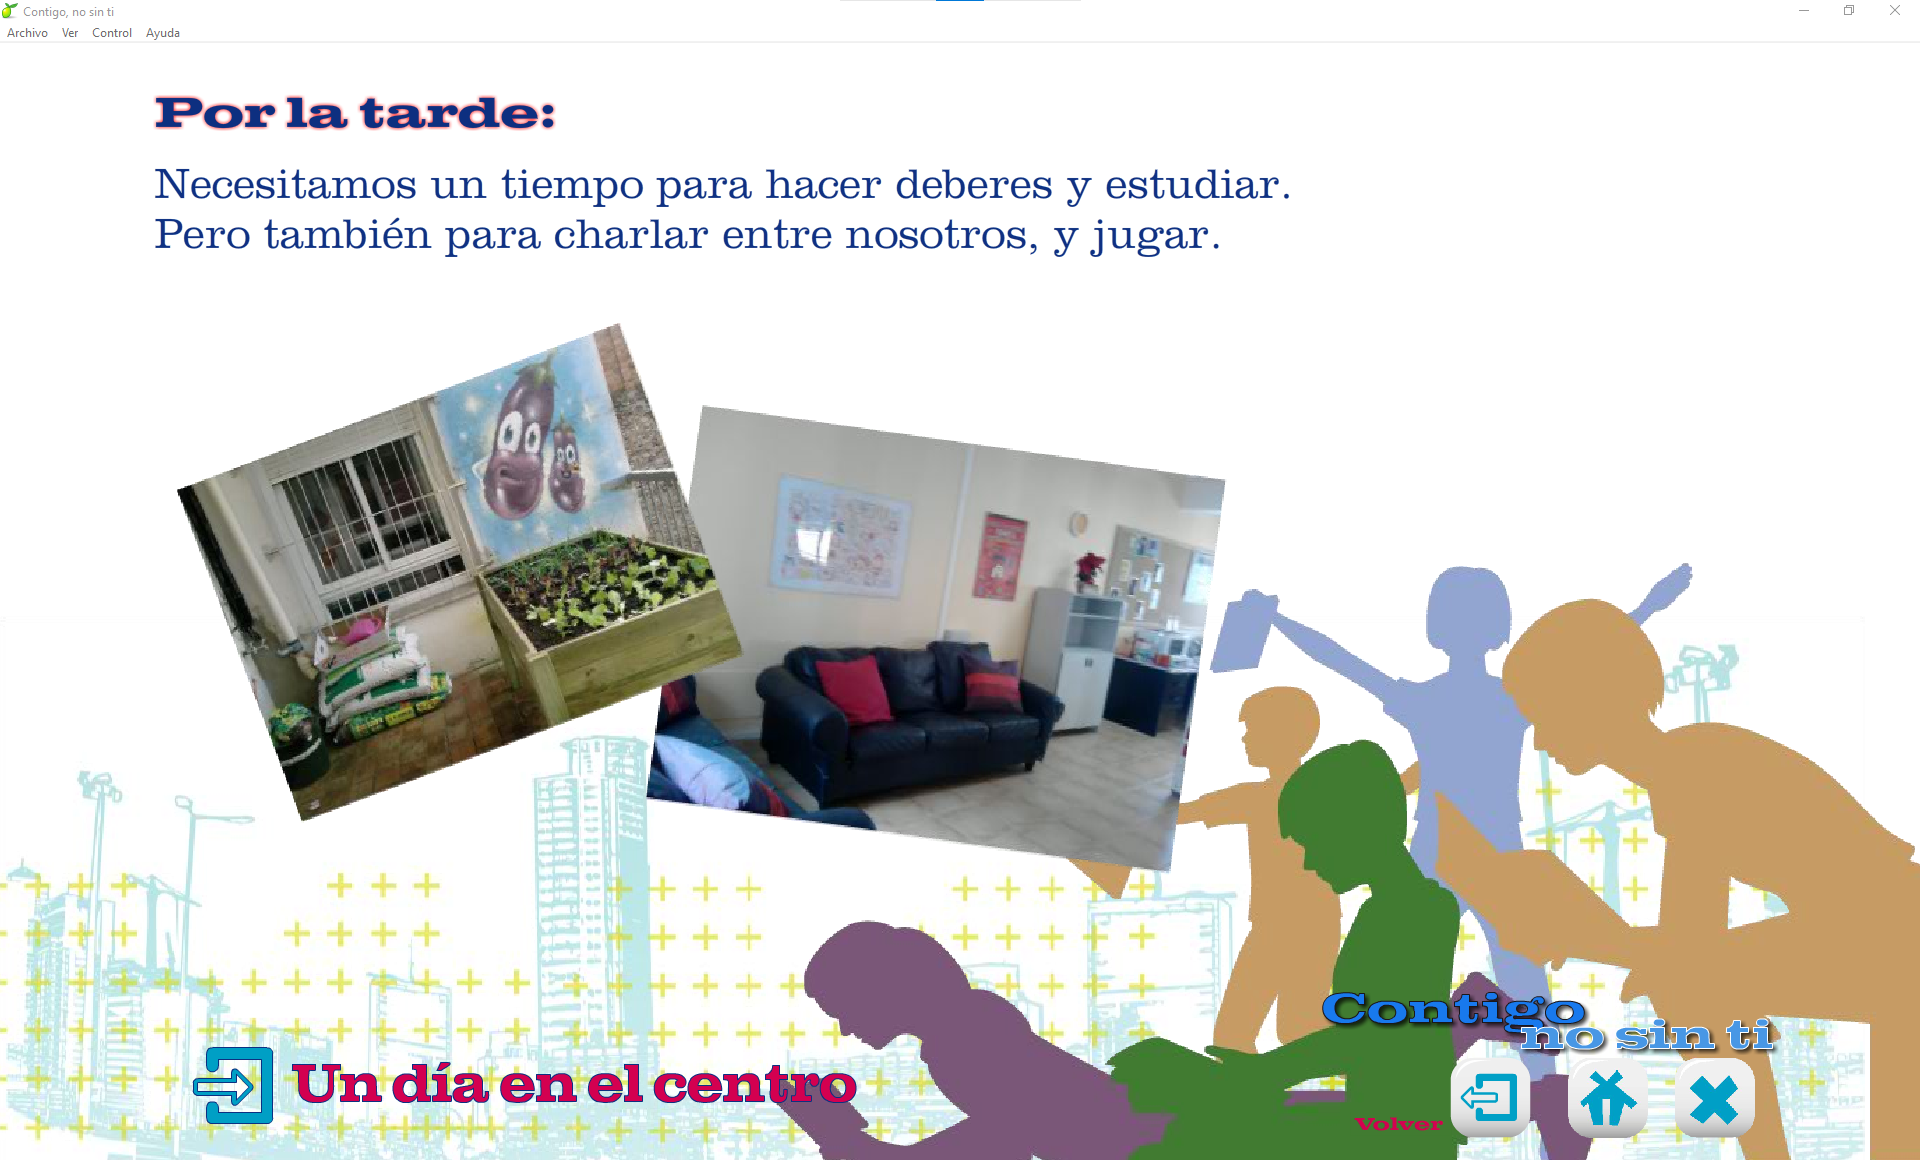 Contigo, no sin ti
Archivo Ver Control Ayuda
Por la tarde:
Necesitamos un tiempo para hacer deberes y estudiar.
Pero también para charlar entre nosotros, y jugar.
Contigo
no sin ti
Un día en el centro
Volver